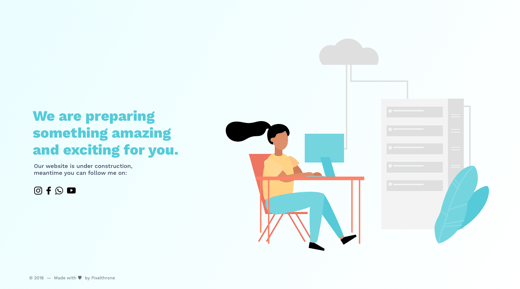 We are preparing
something amazing
and exciting for you.
Our website is under construction,
meantime you can follow me on:
© 2018 — Made with ♥ by Pixelthrone